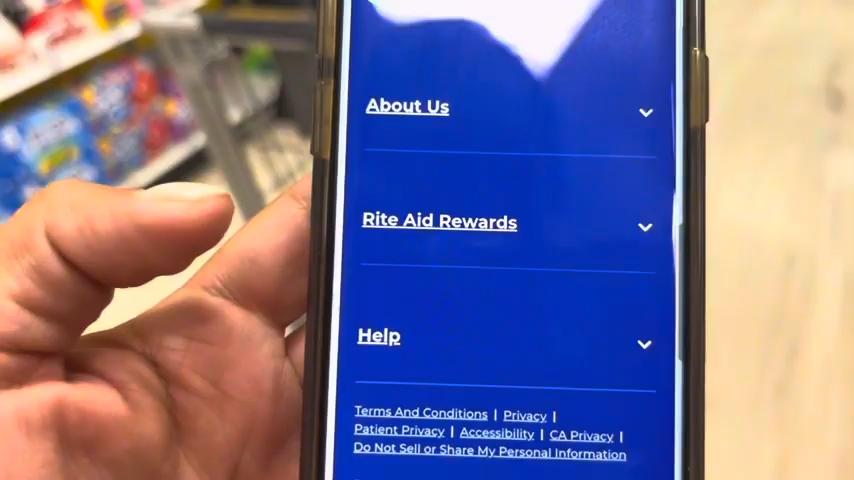 About Us
Rite Aid Rewards
Help
Terms And Conditions | Privacy |
Patient Privacy | Accessibility | CA Privacy |
Do Not Sell or Share My Personal Information